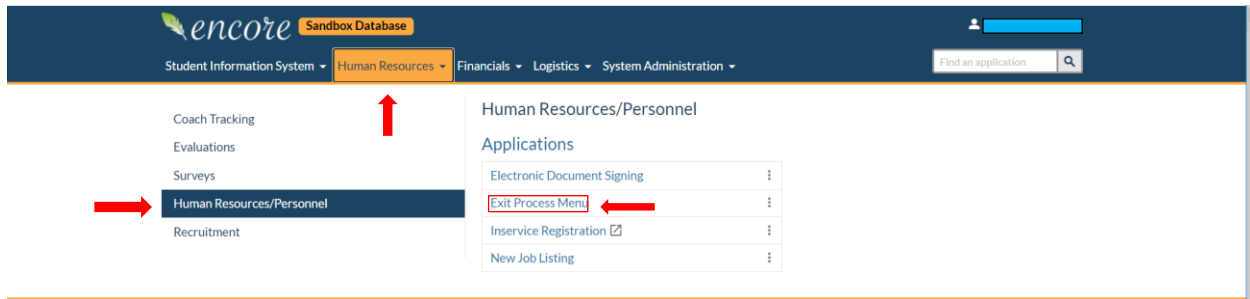 encore Sandbox Database
Student Information System Human Resources Financials Logistics System Administration Find an application
Coach Tracking
Evaluations
Surveys
Human Resources/Personnel
Recruitment
Human Resources/Personnel
Applications
Electronic Document Signing
Exit Process Menu
Inservice Registration
New Job Listing